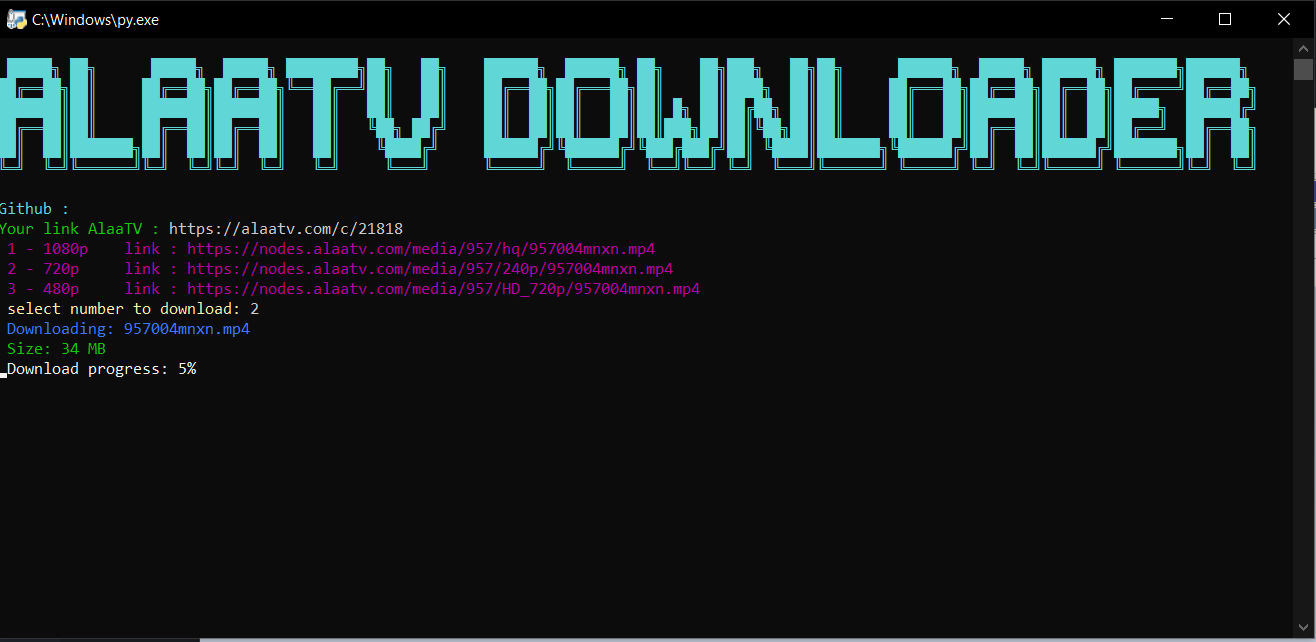 C:\Windows\py.exe
ALAATV DOWNLOADER
Github :
Your link AlaaTV : https://alaatv.com/c/21818
1 - 1080p    link : https://nodes.alaatv.com/media/957/hq/957004mnxn.mp4
2 - 720p     link : https://nodes.alaatv.com/media/957/240p/957004mnxn.mp4
3 - 480p     link : https://nodes.alaatv.com/media/957/HD_720p/957004mnxn.mp4
select number to download: 2
Downloading: 957004mnxn.mp4
Size: 34 MB
Download progress: 5%